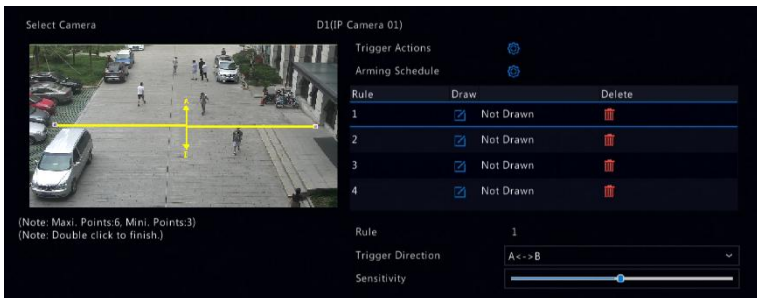 Select Camera D1(IP Camera 01)
Trigger Actions
Arming Schedule
Rule Draw Delete
1 Not Drawn
2 Not Drawn
3 Not Drawn
4 Not Drawn
A
(Note: Maxi. Points:6, Mini. Points:3)
(Note: Double click to finish.)
Rule 1
Trigger Direction A<->B
Sensitivity